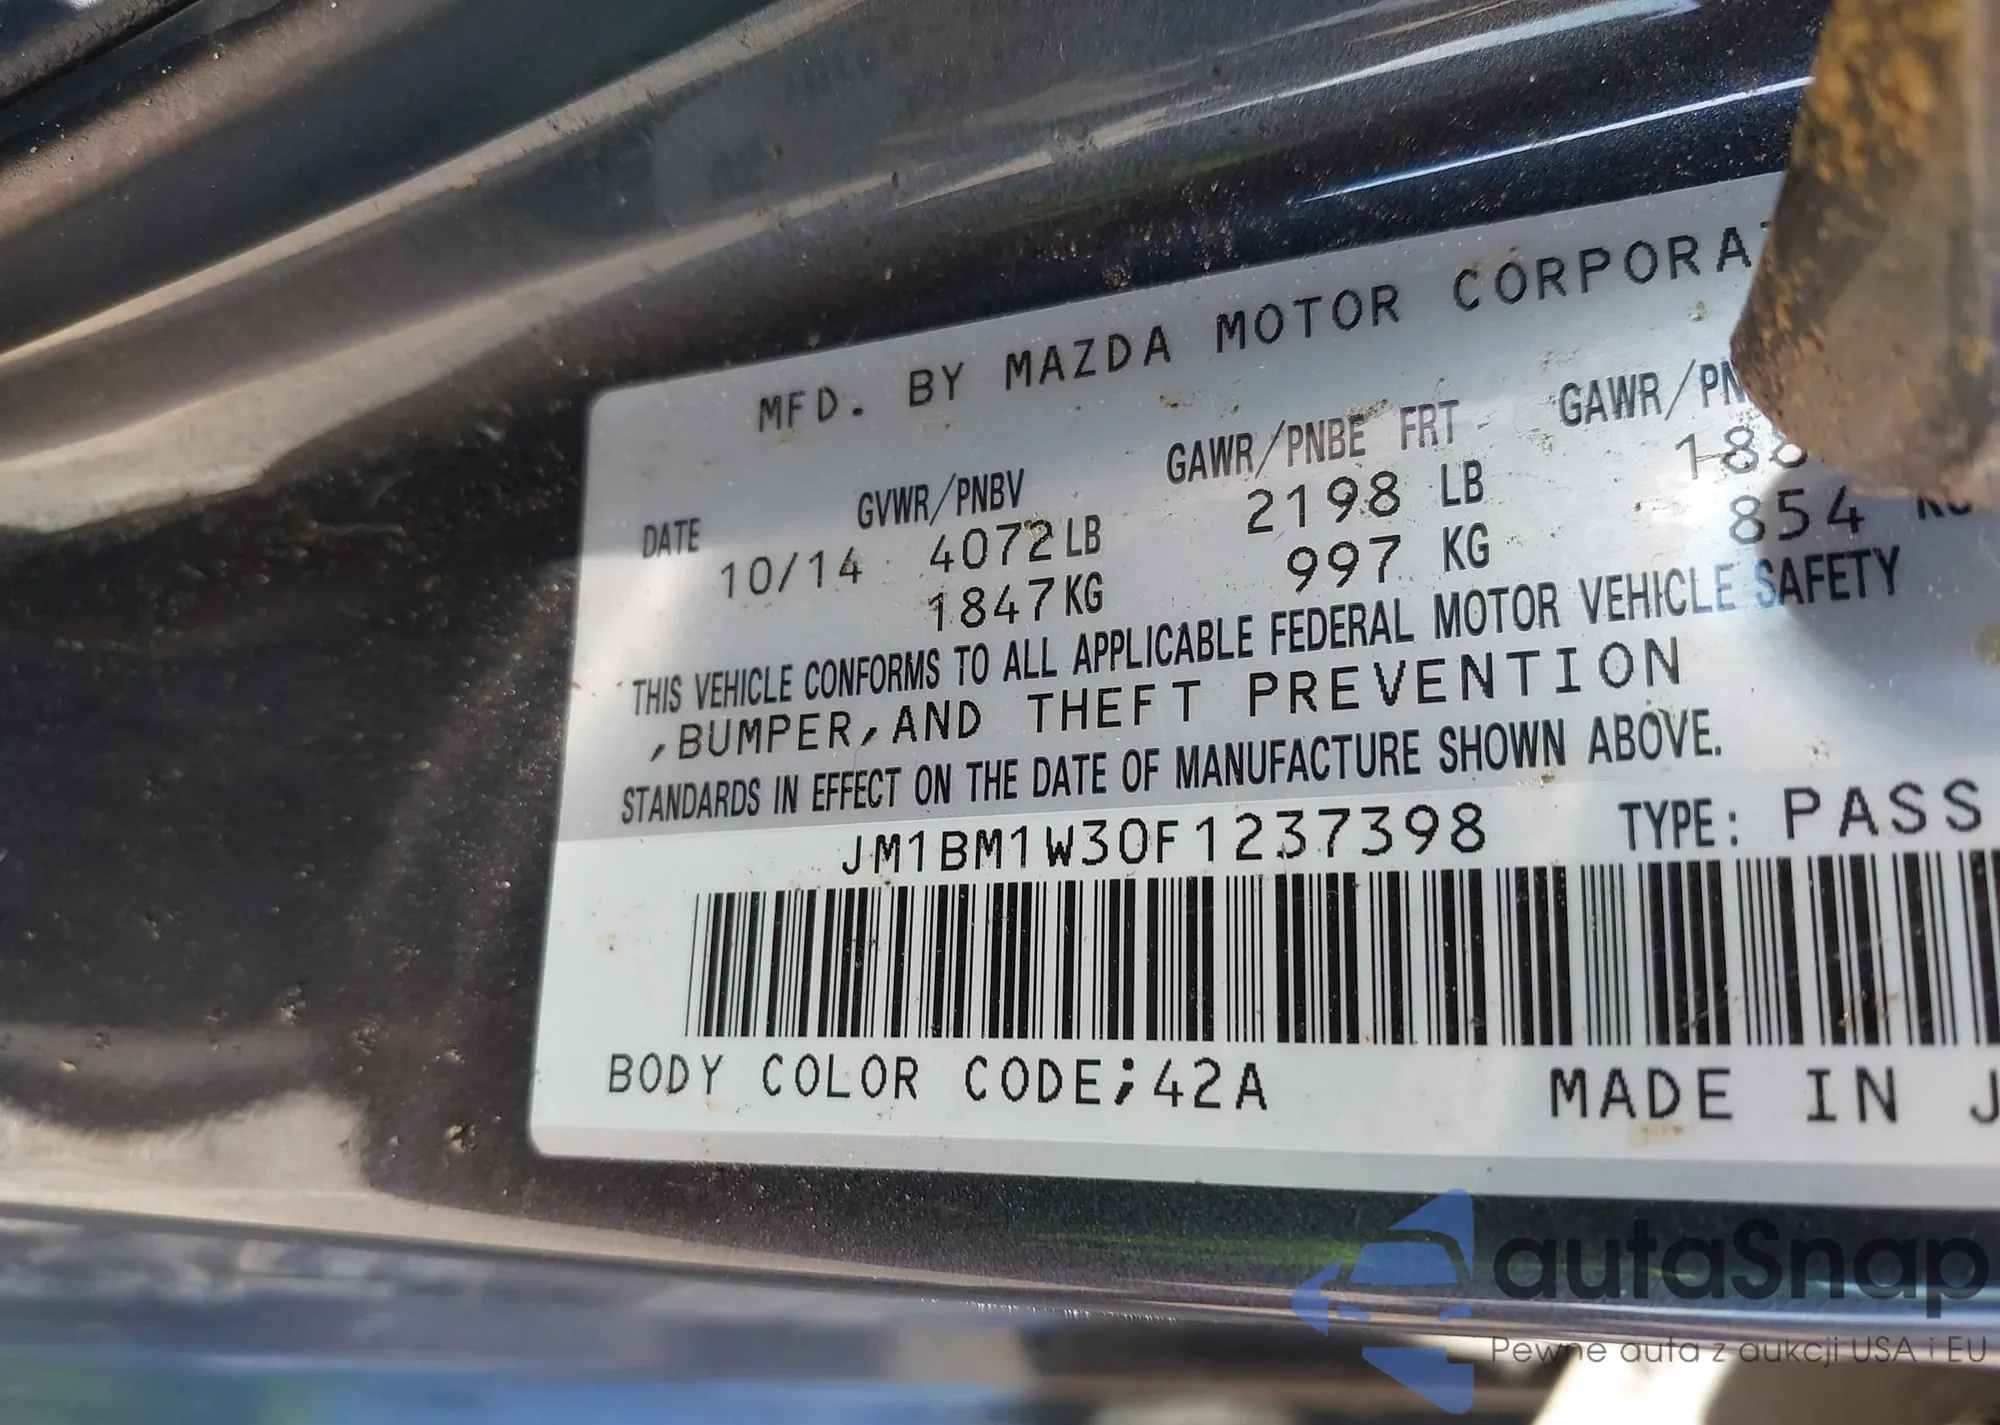 MFD. BY MAZDA MOTOR CORPORA
DATE GVWR/PNBV GAWR/PNBE FRT GAWR/PN
10/14 4072LB 2198 LB
1847KG 997 KG 854
THIS VEHICLE CONFORMS TO ALL APPLICABLE FEDERAL MOTOR VEHICLE SAFETY
,BUMPER,AND THEFT PREVENTION
STANDARDS IN EFFECT ON THE DATE OF MANUFACTURE SHOWN ABOVE.
JM1BM1W30F1237398 TYPE: PASS
BODY COLOR CODE;42A MADE IN J
autaSnap
Pewne auta z aukcji USA i EU